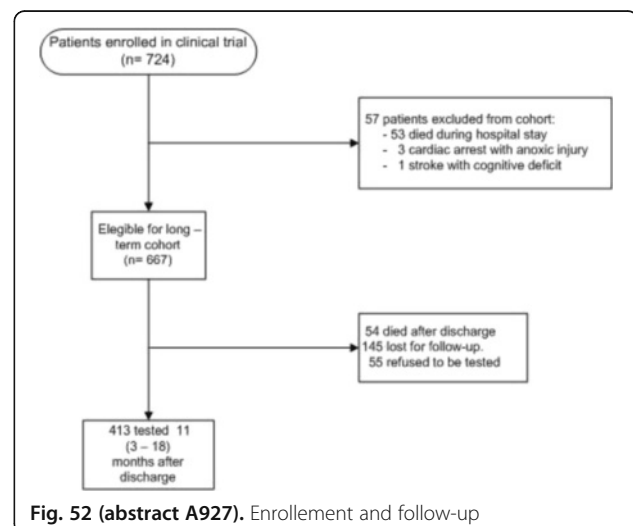 Patients enrolled in clinical trial
(n= 724)
57 patients excluded from cohort:
- 53 died during hospital stay
- 3 cardiac arrest with anoxic injury
- 1 stroke with cognitive deficit
Elegible for long –
term cohort
(n= 667)
54 died after discharge
145 lost for follow-up.
55 refused to be tested
413 tested 11
(3 – 18)
months after
discharge
Fig. 52 (abstract A927). Enrollement and follow-up